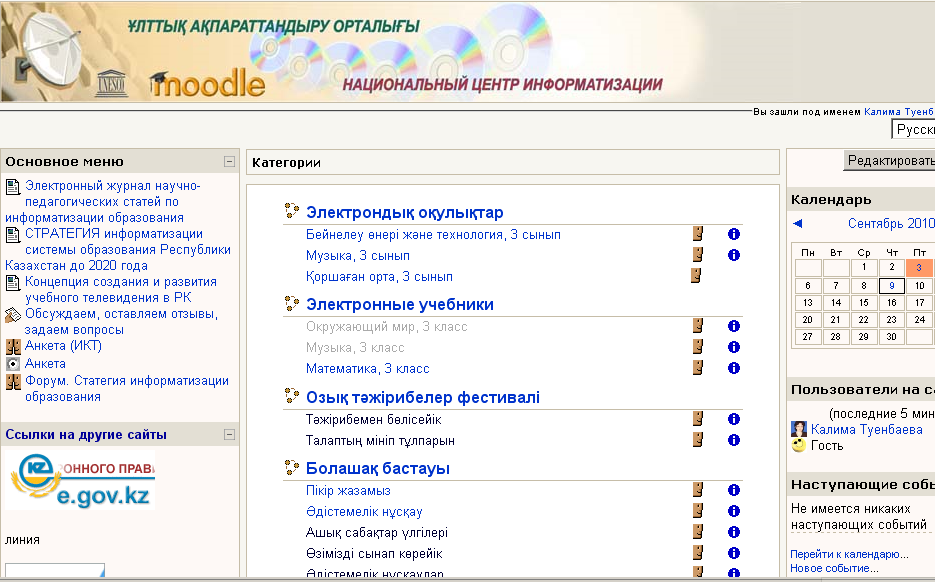 ҰЛТТЫҚ АҚПАРАТТАНДЫРУ ОРТАЛЫҒЫ
UNESCO
moodle
НАЦИОНАЛЬНЫЙ ЦЕНТР ИНФОРМАТИЗАЦИИ
Вы зашли под именем Калима Туенб
Русск
Основное меню
Электронный журнал научно-
педагогических статей по
информатизации образования
СТРАТЕГИЯ информатизации
системы образования Республики
Казахстан до 2020 года
Концепция создания и развития
учебного телевидения в РК
Обсуждаем, оставляем отзывы,
задаем вопросы
Анкета (ИКТ)
Анкета
Форум. Статегия информатизации
образования
Ссылки на другие сайты
ОННОГО ПРАВ
KZ
e.gov.kz
линия
Категории
Электрондық оқулықтар
Бейнелеу өнері және технология, 3 сынып
Музыка, 3 сынып
Қоршаған орта, 3 сынып
Электронные учебники
Окружающий мир, 3 класс
Музыка, 3 класс
Математика, 3 класс
Озық тәжірибелер фестивалі
Тәжірибемен бөлісейік
Талаптың мініп тұлпарын
Болашақ бастауы
Пікір жазамыз
Әдістемелік нұсқау
Ашық сабақтар үлгілері
Өзімізді сынап көрейік
Әдістемелік нұсқаулар
Редактировать
Календарь
◄ Сентябрь 2010
Пн Вт Ср Чт Пт
1 2 3
6 7 8 9 10
13 14 15 16 17
20 21 22 23 24
27 28 29 30
Пользователи на са
(последние 5 мин
Калима Туенбаева
Гость
Наступающие собы
Не имеется никаких
наступающих событий
Перейти к календарю...
Новое событие...